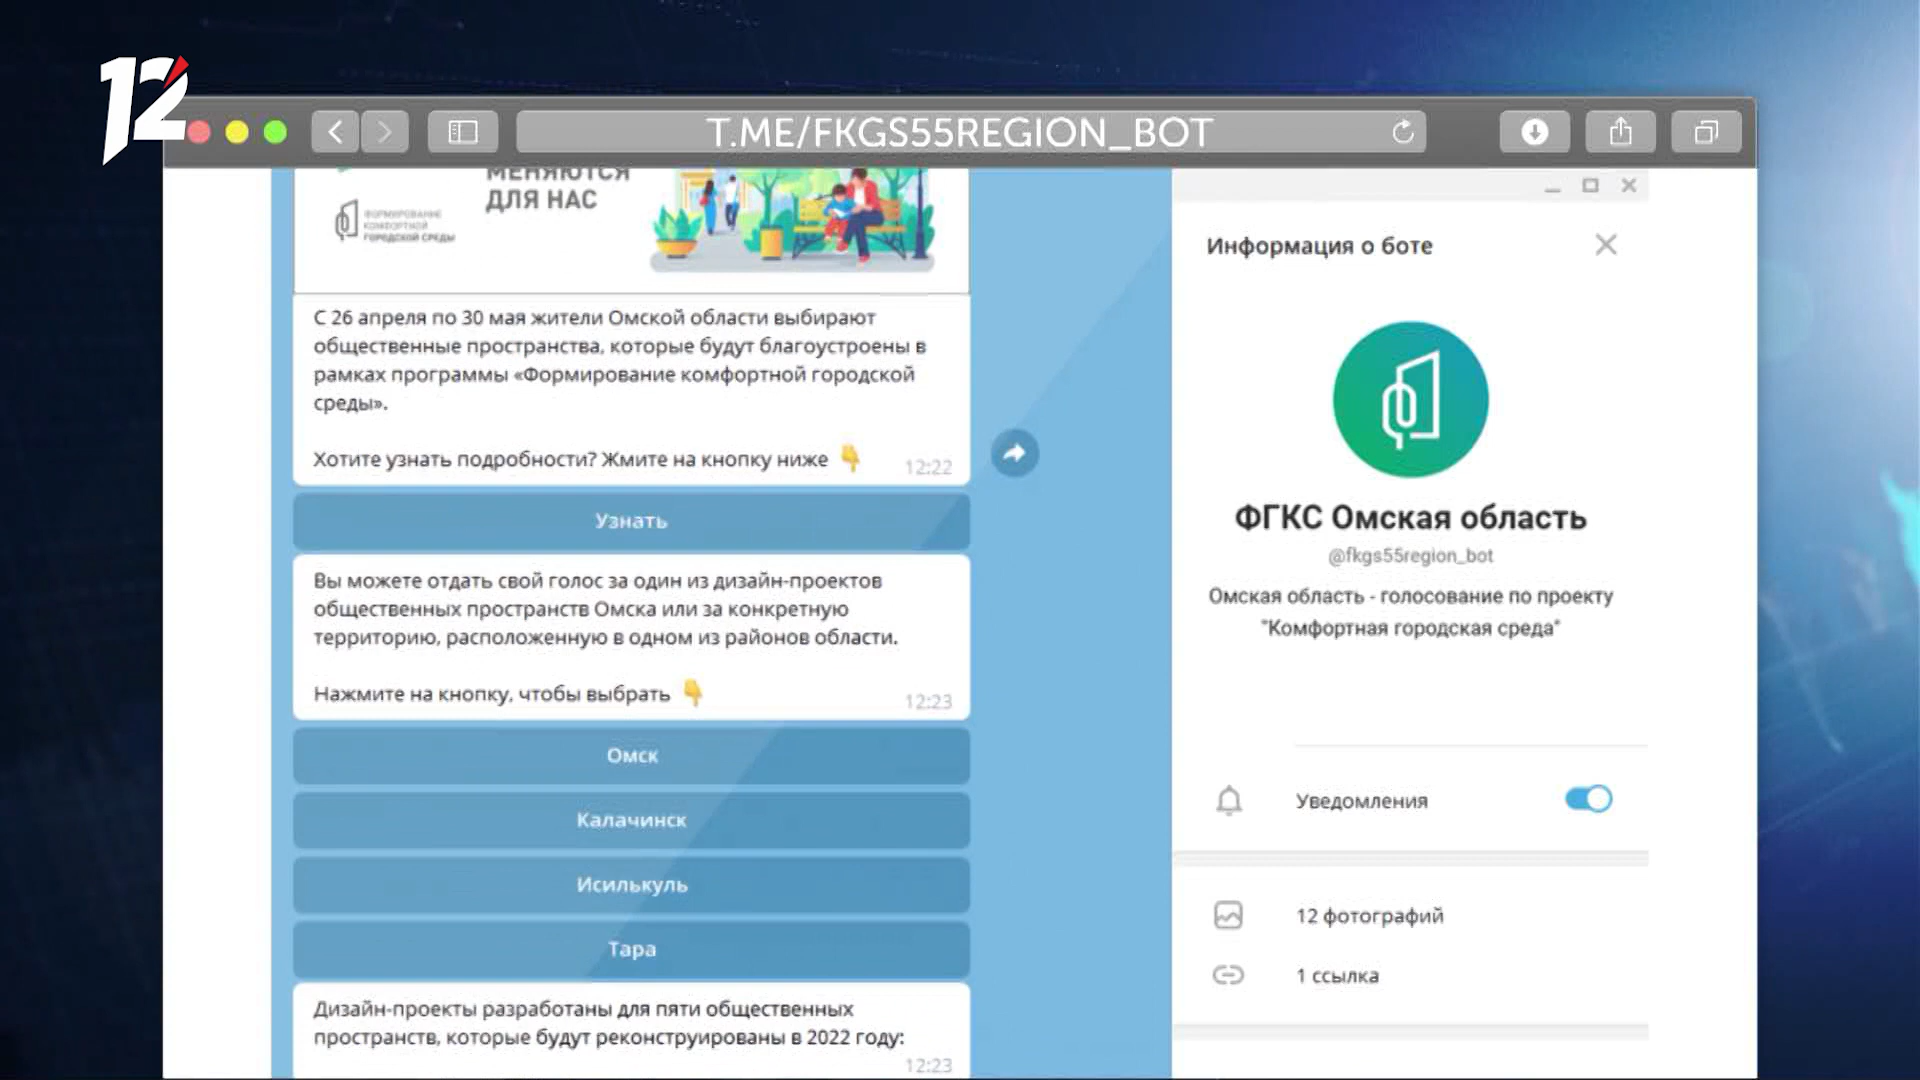 12
T.ME/FKGS55REGION_BOT
МЕНЯЮТСЯ
ДЛЯ НАС
ФОРМИРОВАНИЕ
КОМФОРТНОЙ
ГОРОДСКОЙ СРЕДЫ
С 26 апреля по 30 мая жители Омской области выбирают
общественные пространства, которые будут благоустроены в
рамках программы «Формирование комфортной городской
среды».
Хотите узнать подробности? Жмите на кнопку ниже 👇
12:22
Узнать
Вы можете отдать свой голос за один из дизайн-проектов
общественных пространств Омска или за конкретную
территорию, расположенную в одном из районов области.
Нажмите на кнопку, чтобы выбрать 👇
12:23
Омск
Калачинск
Исилькуль
Тара
Дизайн-проекты разработаны для пяти общественных
пространств, которые будут реконструированы в 2022 году:
12:23
Информация о боте
ФГКС Омская область
@fkgs55region_bot
Омская область - голосование по проекту
"Комфортная городская среда"
Уведомления
12 фотографий
1 ссылка